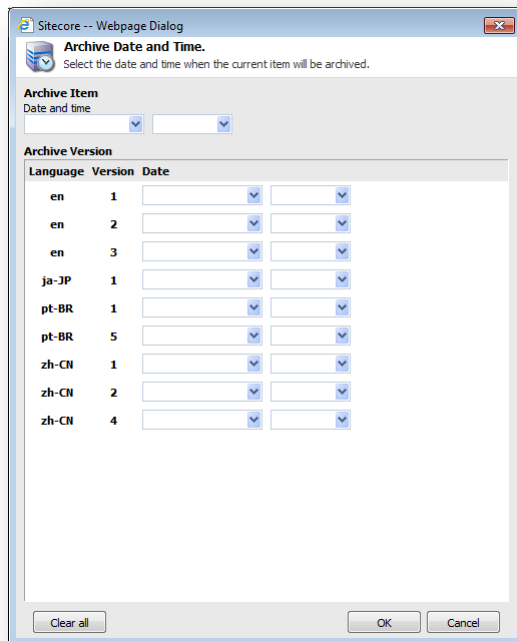 Sitecore -- Webpage Dialog
Archive Date and Time.
Select the date and time when the current item will be archived.
Archive Item
Date and time
Archive Version
Language Version Date
en 1
en 2
en 3
ja-JP 1
pt-BR 1
pt-BR 5
zh-CN 1
zh-CN 2
zh-CN 4
Clear all OK Cancel